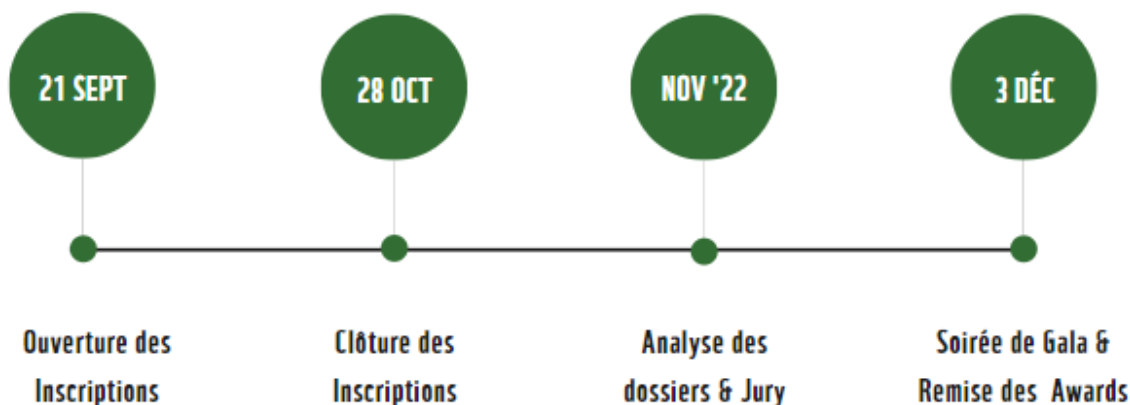 21 SEPT
28 OCT
NOV '22
3 DÉC
Ouverture des
Inscriptions
Clôture des
Inscriptions
Analyse des
dossiers & Jury
Soirée de Gala &
Remise des Awards